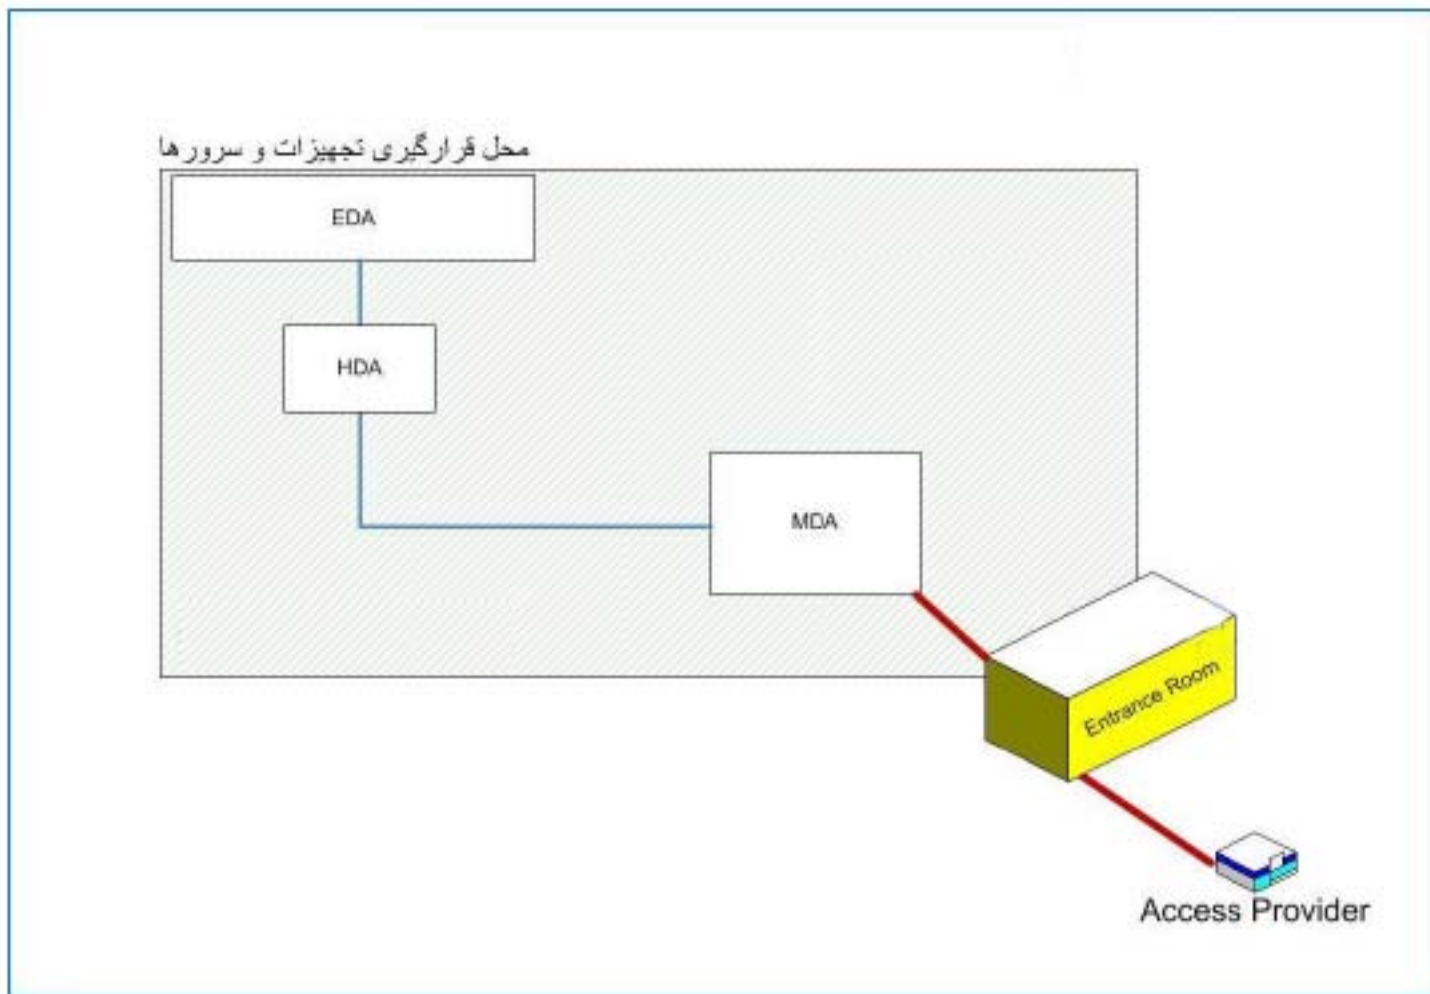 محل قرارگیری تجهیزات و سرورها
EDA
HDA
MDA
Entrance Room
Access Provider